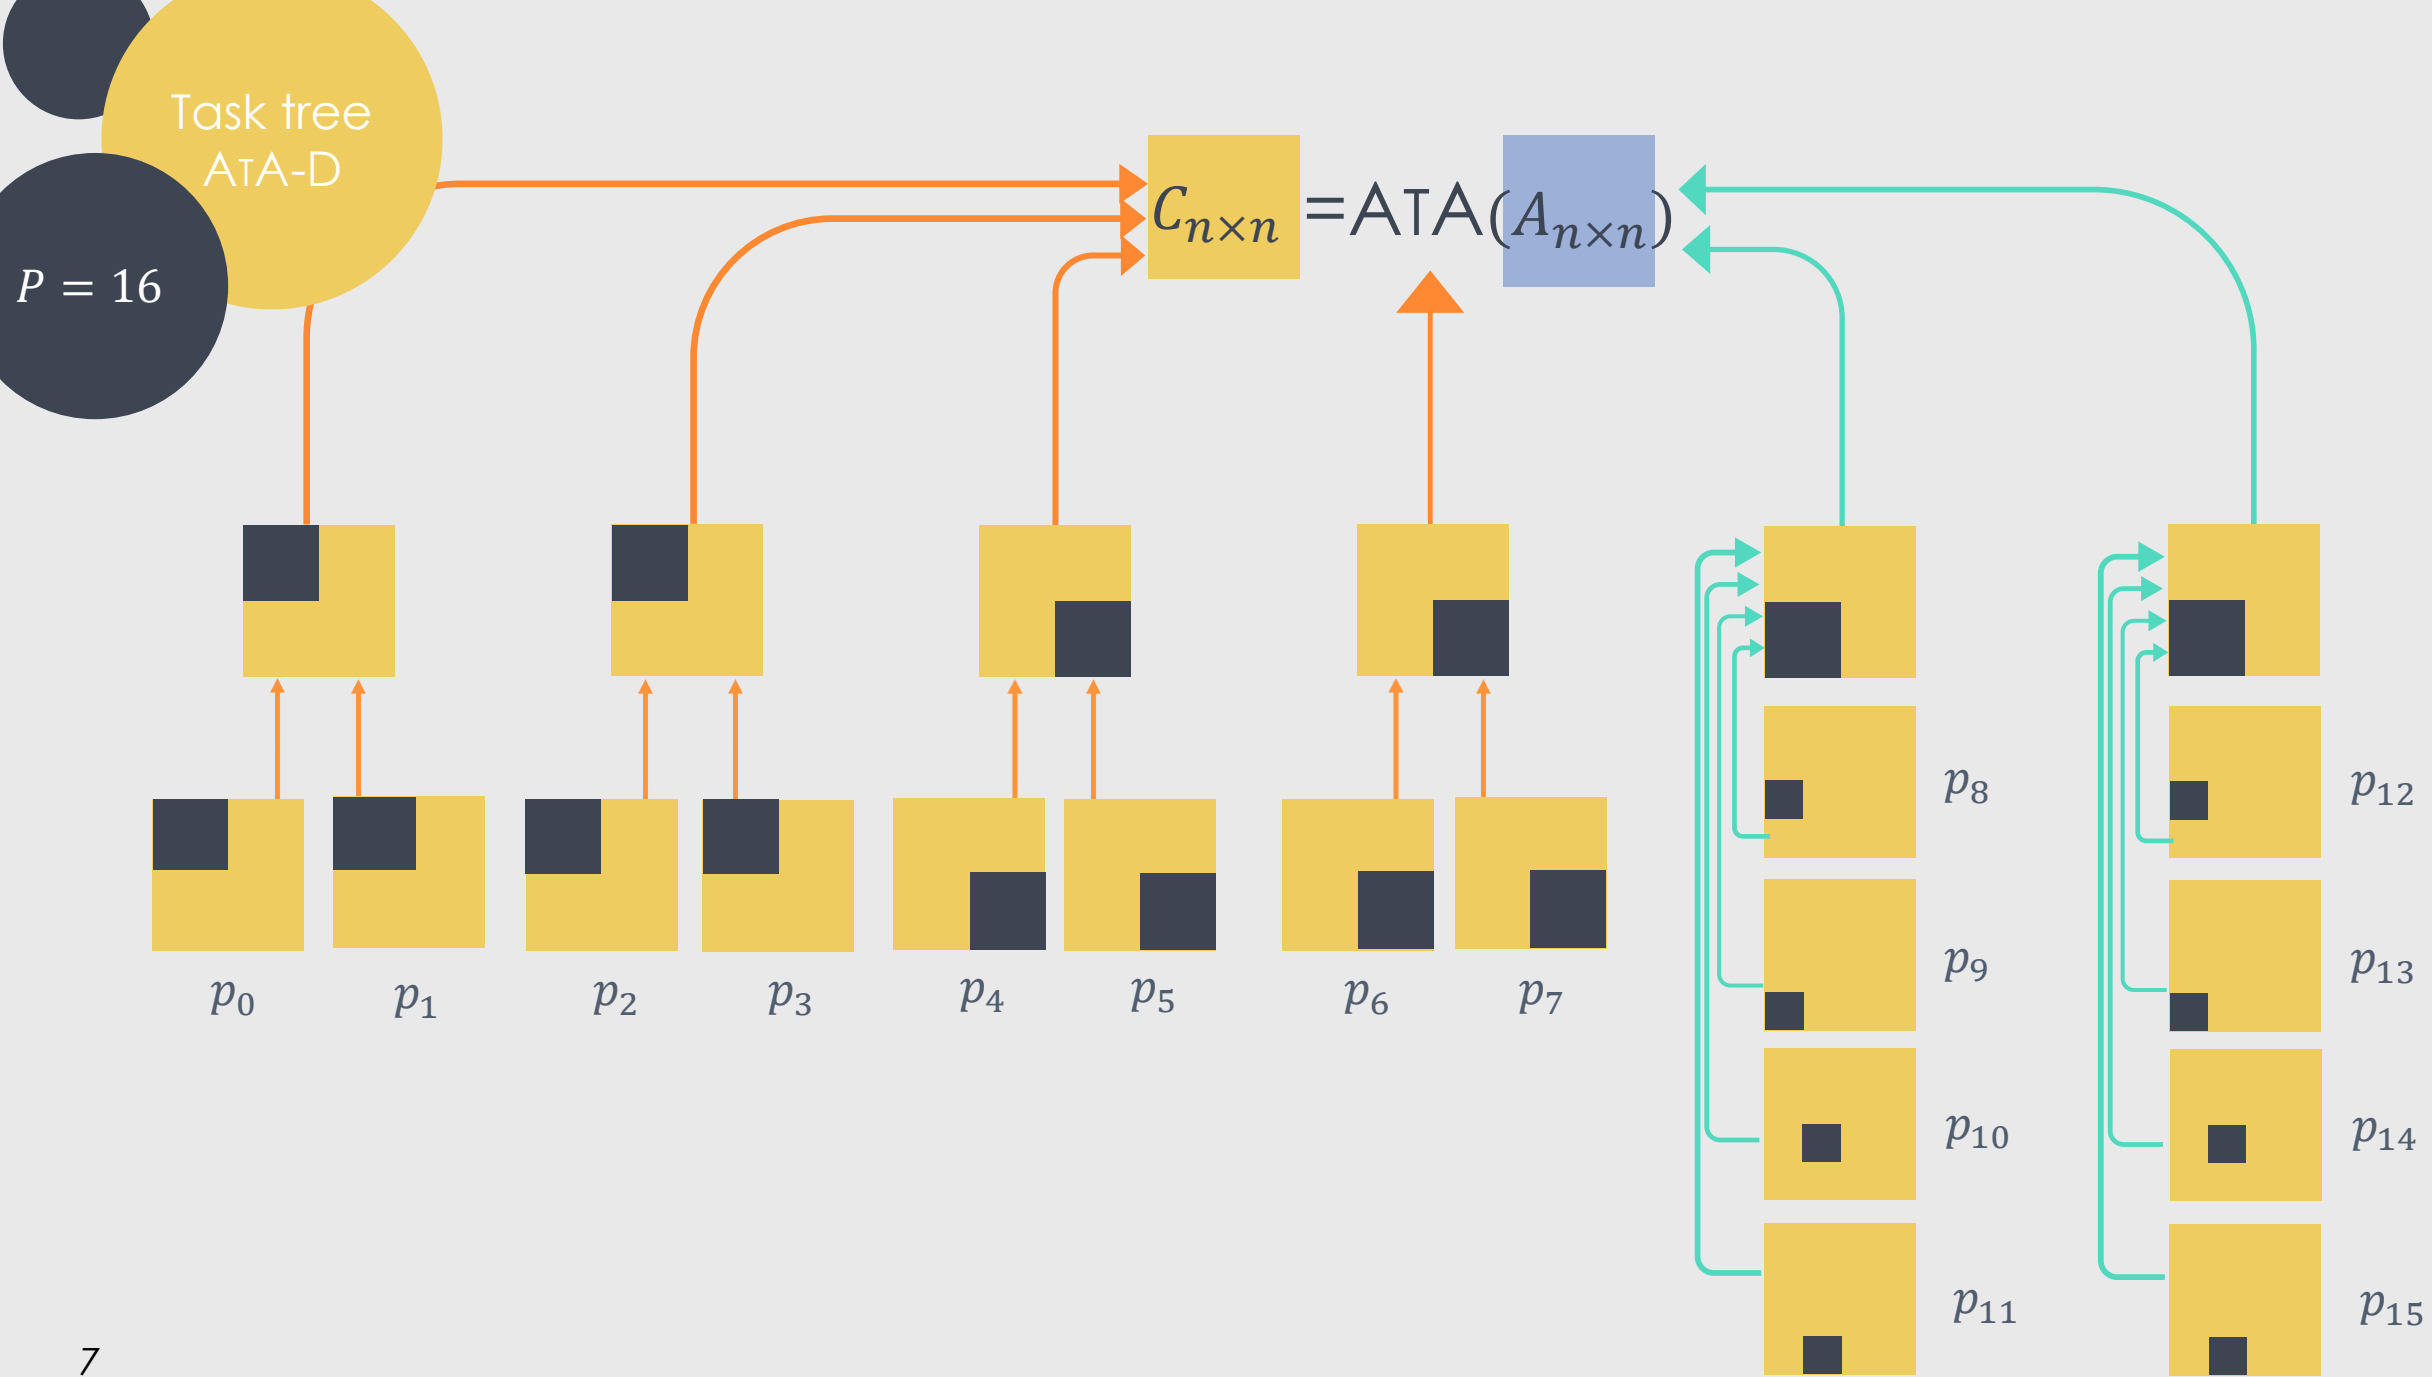 Task tree
ATA-D
P = 16
Cₙ×ₙ =ATA(Aₙ×ₙ)
p₀ p₁ p₂ p₃ p₄ p₅ p₆ p₇
p₈ p₁₂
p₉ p₁₃
p₁₀ p₁₄
p₁₁ p₁₅
7